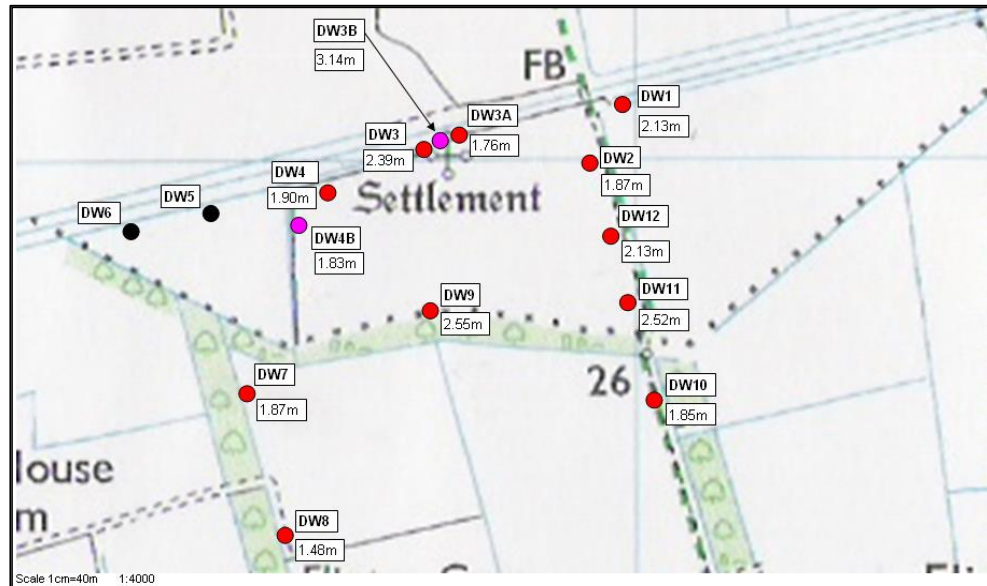 DW3B
3.14m
FB
DW1
2.13m
DW3A
1.76m
DW3
2.39m
DW2
1.87m
DW4
1.90m
Settlement
DW5
DW6
DW4B
1.83m
DW12
2.13m
DW11
2.52m
DW9
2.55m
26
DW7
1.87m
DW10
1.85m
louse
m
DW8
1.48m
Scale 1cm=40m 1:4000